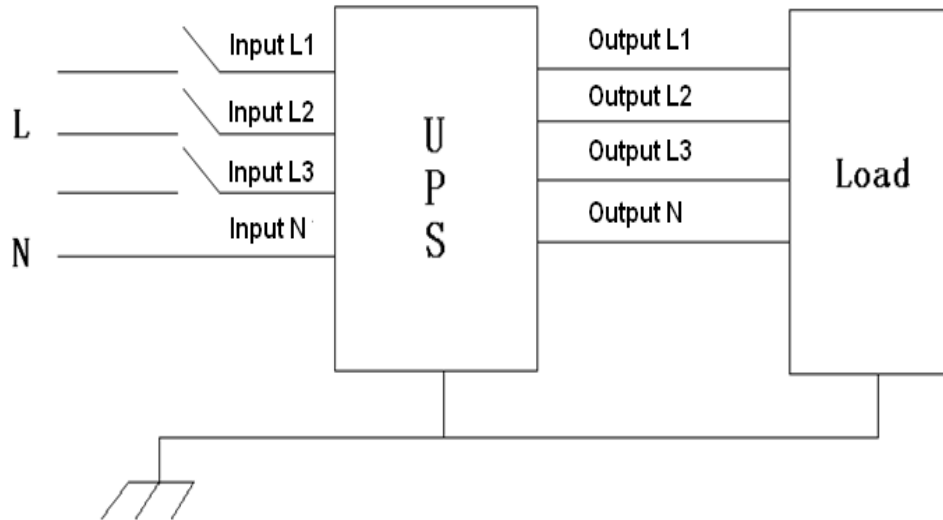 Input L1
Output L1
L
Input L2
Output L2
Input L3
Output L3
Input N
Output N
N
U
P
S
Load